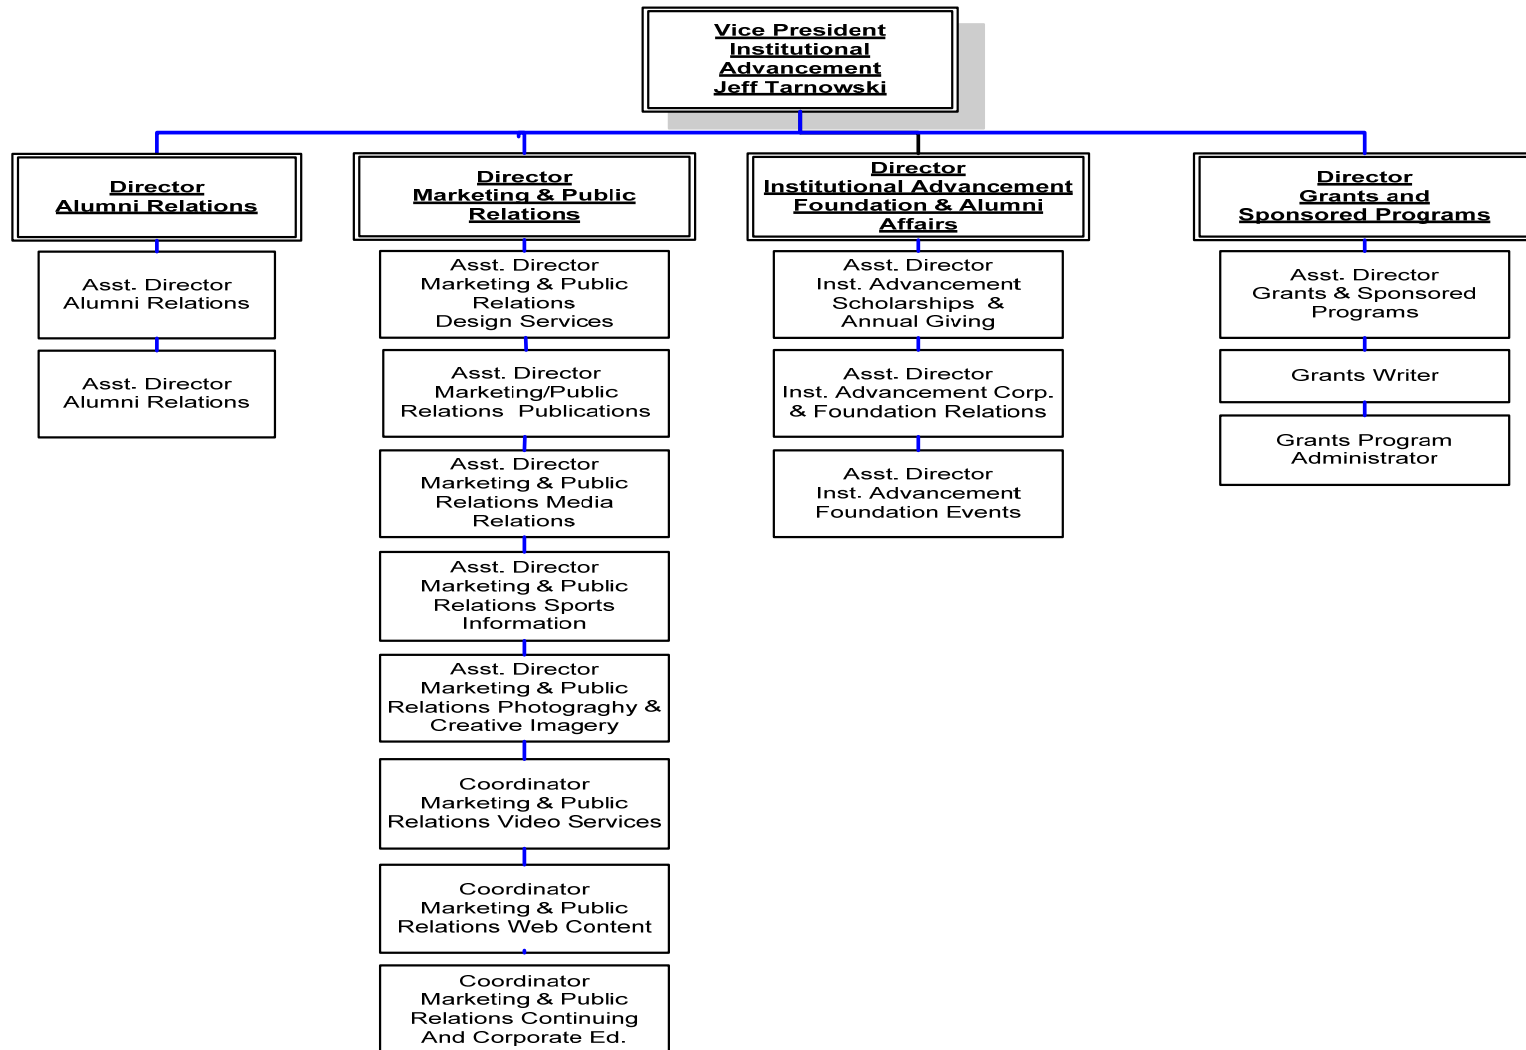 Vice President
Institutional
Advancement
Jeff Tarnowski
Director
Alumni Relations
Asst. Director
Alumni Relations
Asst. Director
Alumni Relations
Director
Marketing & Public
Relations
Asst. Director
Marketing & Public
Relations
Design Services
Asst. Director
Marketing/Public
Relations Publications
Asst. Director
Marketing & Public
Relations Media
Relations
Asst. Director
Marketing & Public
Relations Sports
Information
Asst. Director
Marketing & Public
Relations Photograghy &
Creative Imagery
Coordinator
Marketing & Public
Relations Video Services
Coordinator
Marketing & Public
Relations Web Content
Coordinator
Marketing & Public
Relations Continuing
And Corporate Ed.
Director
Institutional Advancement
Foundation & Alumni
Affairs
Asst. Director
Inst. Advancement
Scholarships &
Annual Giving
Asst. Director
Inst. Advancement Corp.
& Foundation Relations
Asst. Director
Inst. Advancement
Foundation Events
Director
Grants and
Sponsored Programs
Asst. Director
Grants & Sponsored
Programs
Grants Writer
Grants Program
Administrator